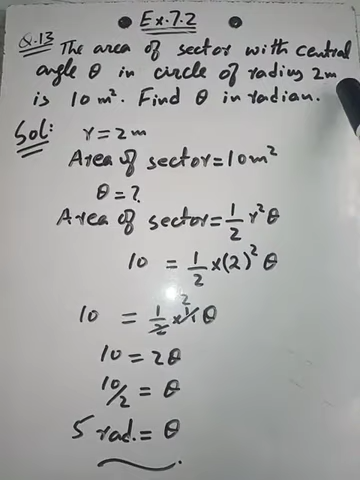 Ex.7.2
Q.13 The area of sector with central
angle θ in circle of radius 2m
is 10m². Find θ in radian.
Sol: r = 2m
Area of sector = 10m²
θ = ?
Area of sector = 1/2 r²θ
10 = 1/2 × (2)² θ
10 = 1/2 × 4 2 θ
10 = 2θ
10/2 = θ
5 rad. = θ